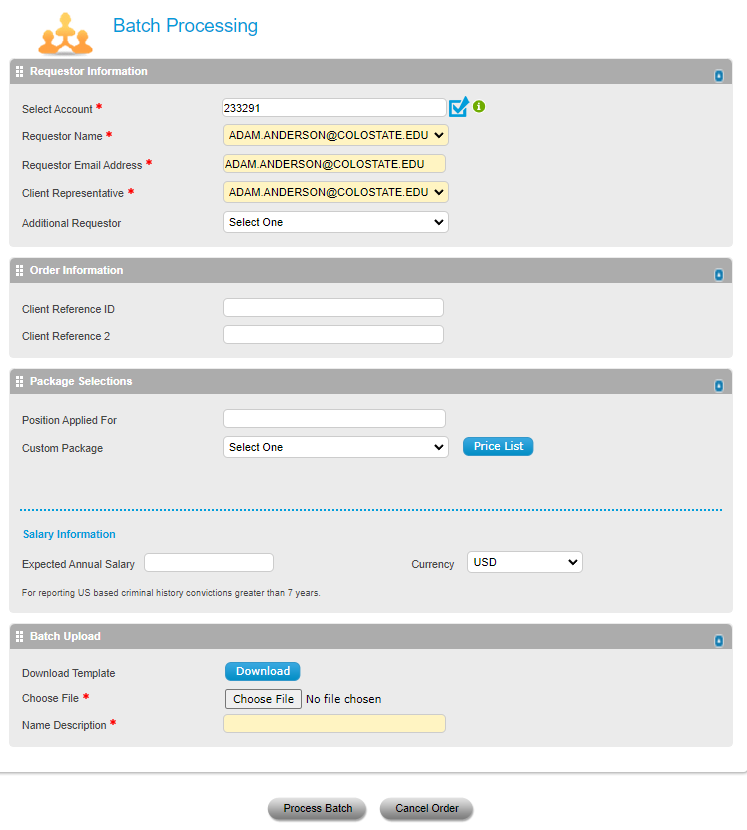 Batch Processing
Requestor Information
Select Account * 233291
Requestor Name * ADAM.ANDERSON@COLOSTATE.EDU
Requestor Email Address * ADAM.ANDERSON@COLOSTATE.EDU
Client Representative * ADAM.ANDERSON@COLOSTATE.EDU
Additional Requestor Select One
Order Information
Client Reference ID
Client Reference 2
Package Selections
Position Applied For
Custom Package Select One Price List
Salary Information
Expected Annual Salary Currency USD
For reporting US based criminal history convictions greater than 7 years.
Batch Upload
Download Template Download
Choose File * Choose File No file chosen
Name Description *
Process Batch Cancel Order